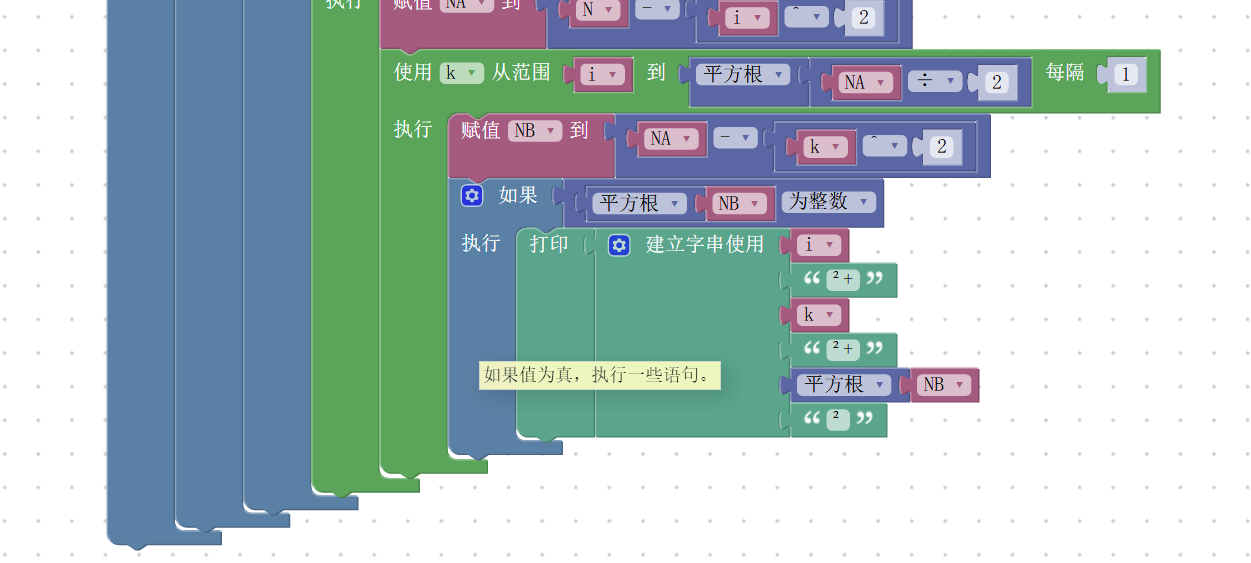 执行 赋值 NA 到 N - i ^ 2
使用 k 从范围 i 到 平方根 NA ÷ 2 每隔 1
执行 赋值 NB 到 NA - k ^ 2
如果 平方根 NB 为整数
执行 打印 建立字串使用 i
“ ²+ ”
k
“ ²+ ”
平方根 NB
“ ² ”
如果值为真，执行一些语句。